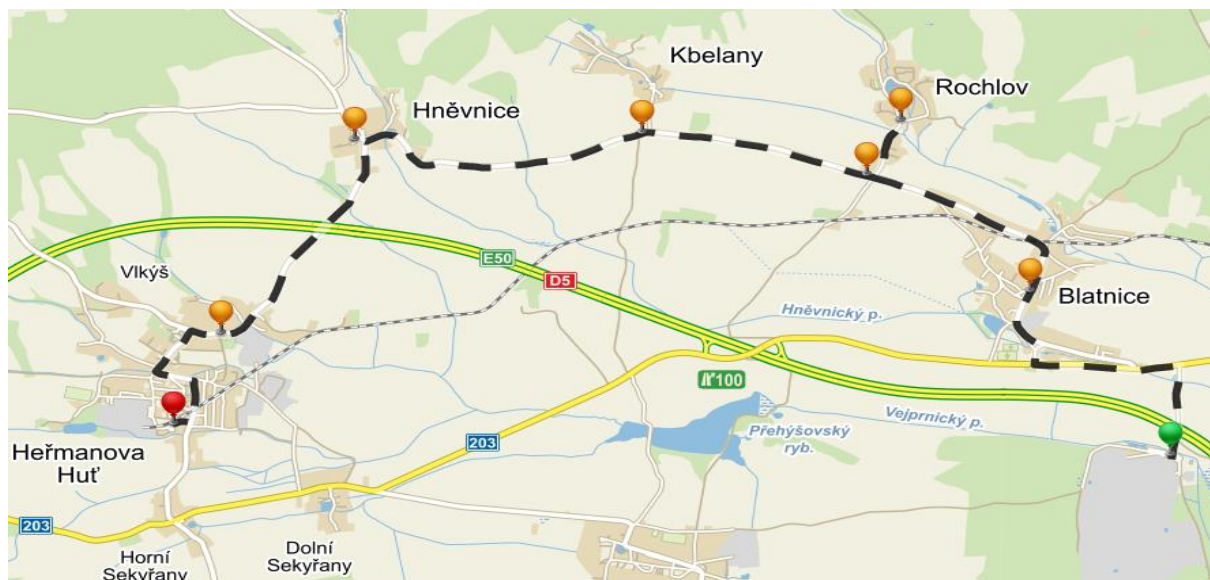 Kbelany
Rochlov
Hněvnice
E50
D5
Vlkýš
Blatnice
Hněvnický p.
100
Vejprnický p.
Přehýšovský
ryb.
203
Heřmanova
Huť
203
Horní
Sekyřany
Dolní
Sekyřany